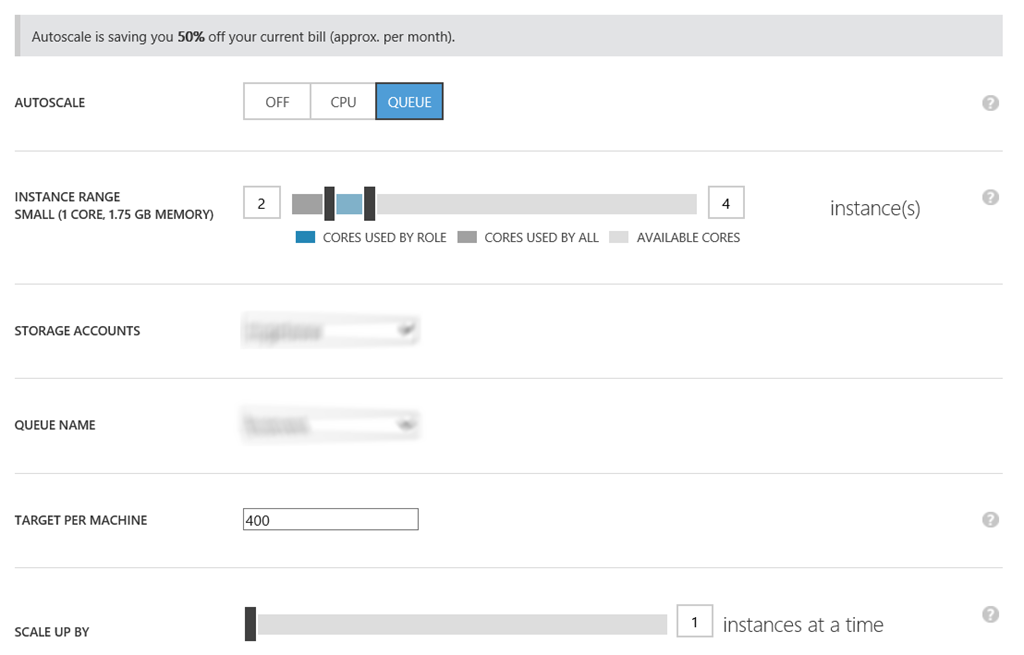 Autoscale is saving you 50% off your current bill (approx. per month).
AUTOSCALE
OFF CPU QUEUE
?
INSTANCE RANGE
SMALL (1 CORE, 1.75 GB MEMORY)
2 4 instance(s) ?
CORES USED BY ROLE CORES USED BY ALL AVAILABLE CORES
STORAGE ACCOUNTS
QUEUE NAME
TARGET PER MACHINE 400 ?
SCALE UP BY 1 instances at a time ?